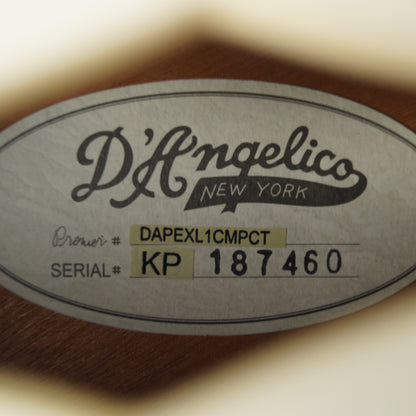 D'Angelico
NEW YORK
Premier # DAPEXL1CMPCT
SERIAL# KP 187460